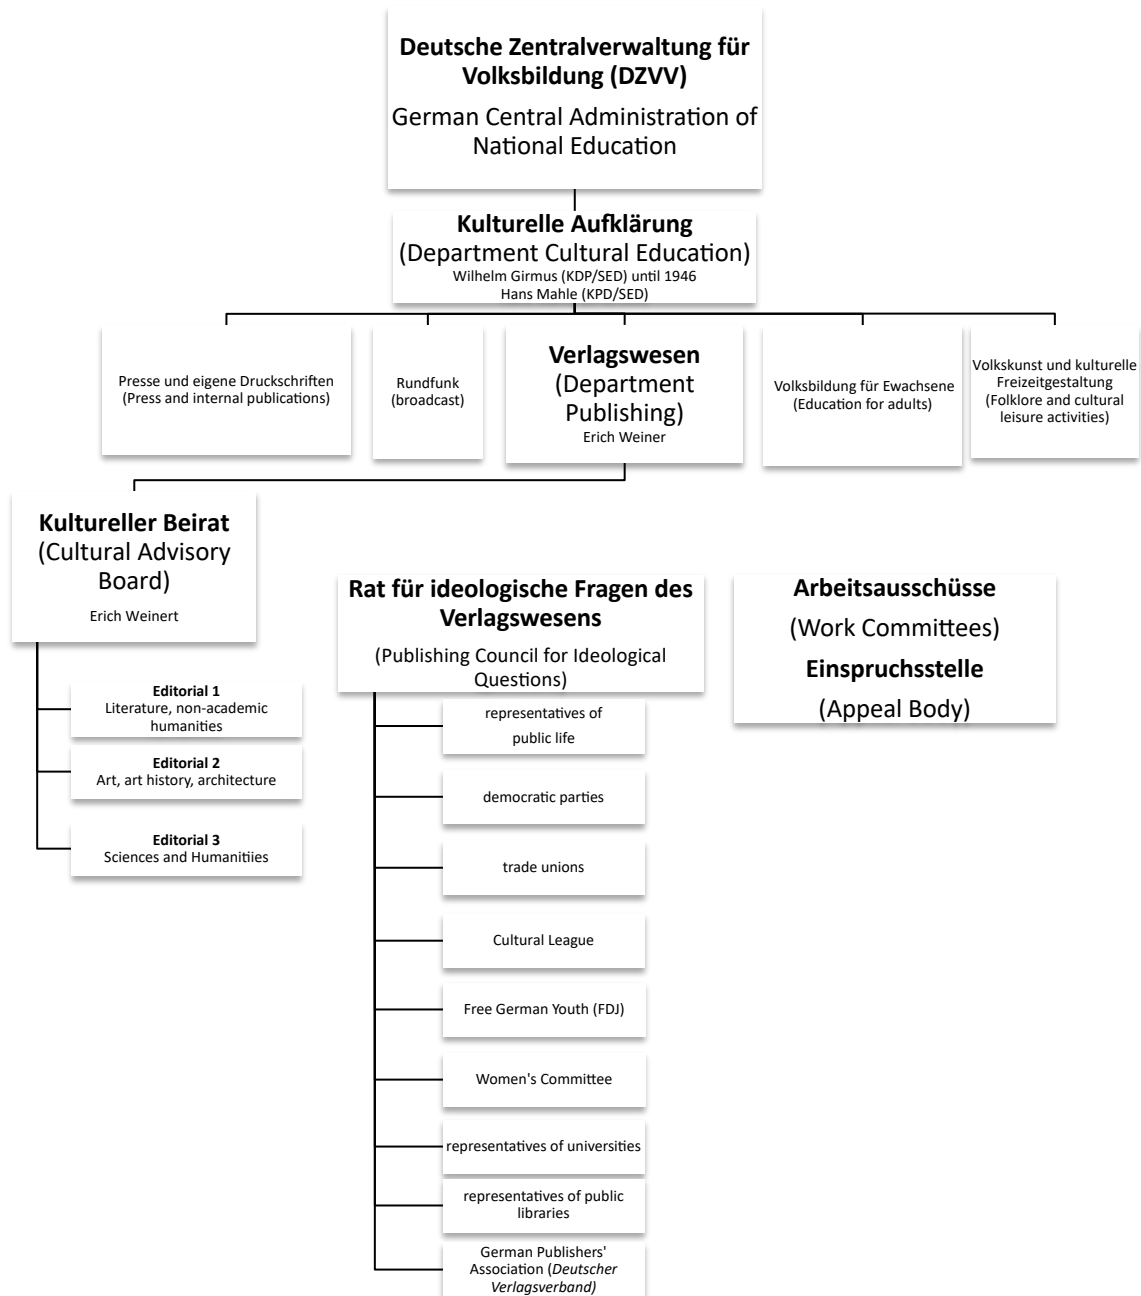 Deutsche Zentralverwaltung für
Volksbildung (DZVV)
German Central Administration of
National Education
Kulturelle Aufklärung
(Department Cultural Education)
Wilhelm Girmus (KDP/SED) until 1946
Hans Mahle (KPD/SED)
Presse und eigene Druckschriften
(Press and internal publications)
Rundfunk
(broadcast)
Verlagswesen
(Department
Publishing)
Erich Weiner
Volksbildung für Ewachsene
(Education for adults)
Volkskunst und kulturelle
Freizeitgestaltung
(Folklore and cultural
leisure activities)
Kultureller Beirat
(Cultural Advisory
Board)
Erich Weinert
Editorial 1
Literature, non-academic
humanities
Editorial 2
Art, art history, architecture
Editorial 3
Sciences and Humanitiies
Rat für ideologische Fragen des
Verlagswesens
(Publishing Council for Ideological
Questions)
representatives of
public life
democratic parties
trade unions
Cultural League
Free German Youth (FDJ)
Women's Committee
representatives of universities
representatives of public
libraries
German Publishers'
Association (Deutscher
Verlagsverband)
Arbeitsausschüsse
(Work Committees)
Einspruchsstelle
(Appeal Body)